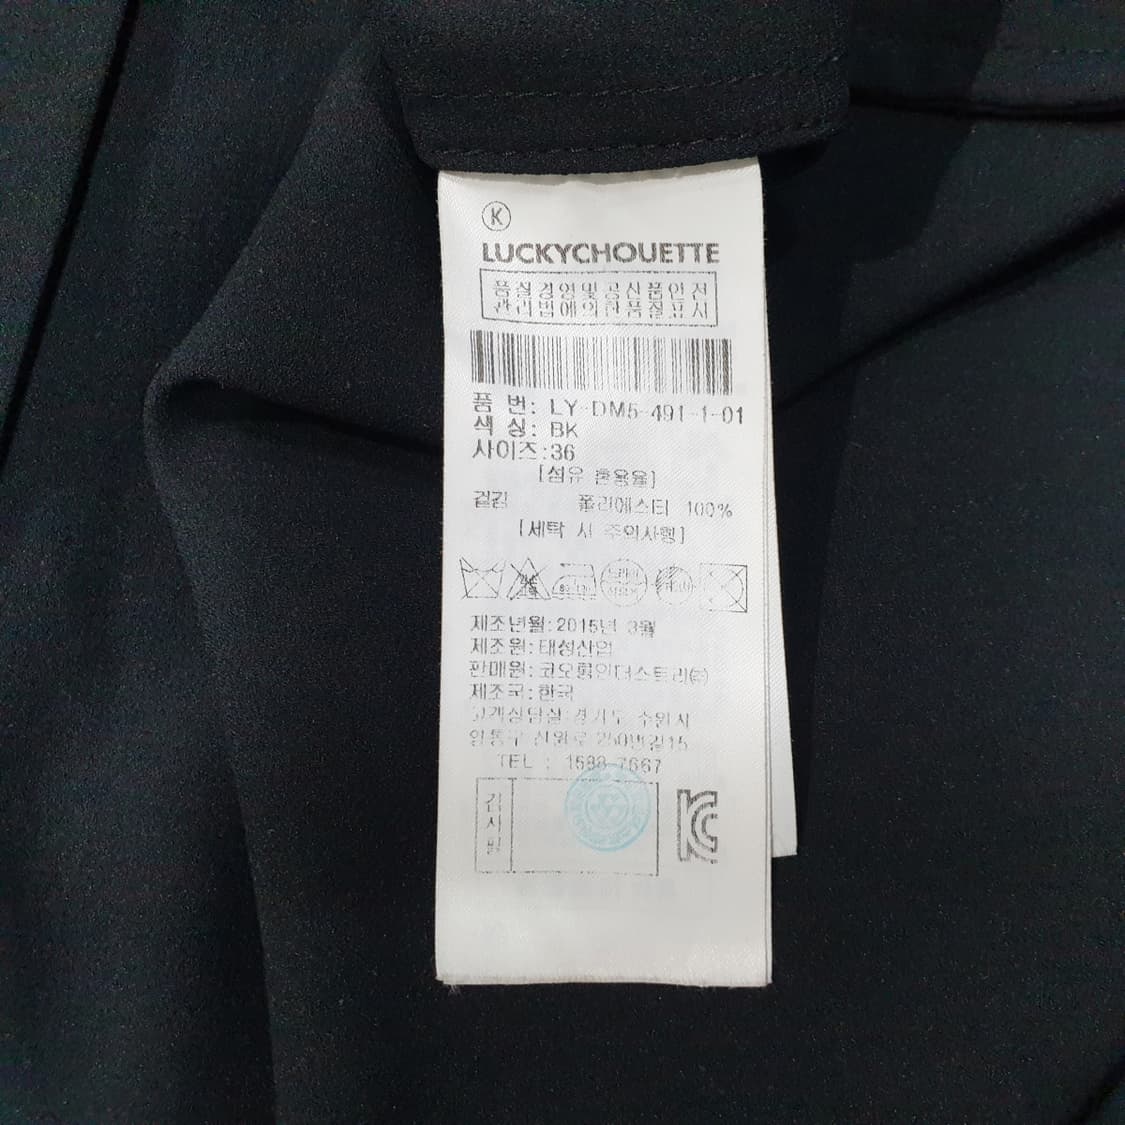 K
LUCKYCHOUETTE
품질경영및공산품안전
관리법에의한품질표시
품 번: LY-DM5-491-1-01
색 상: BK
사이즈:36
[섬유 혼용율]
겉감 폴리에스터 100%
[세탁 시 주의사항]
드라이
제조년월:2015년 3월
제조원:태성산업
판매원:코오롱인더스트리㈜
제조국:한국
고객상담실:경기도 수원시
영통구 신원로 250번길15
TEL : 1588-7667
검사필
KC